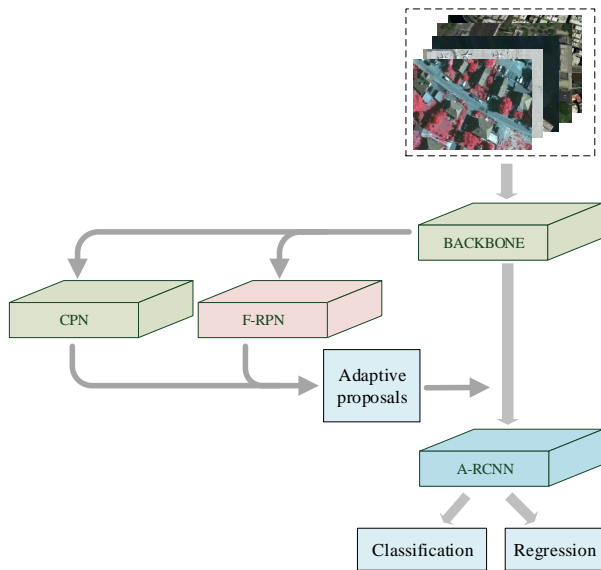 BACKBONE
CPN
F-RPN
Adaptive
proposals
A-RCNN
Classification
Regression